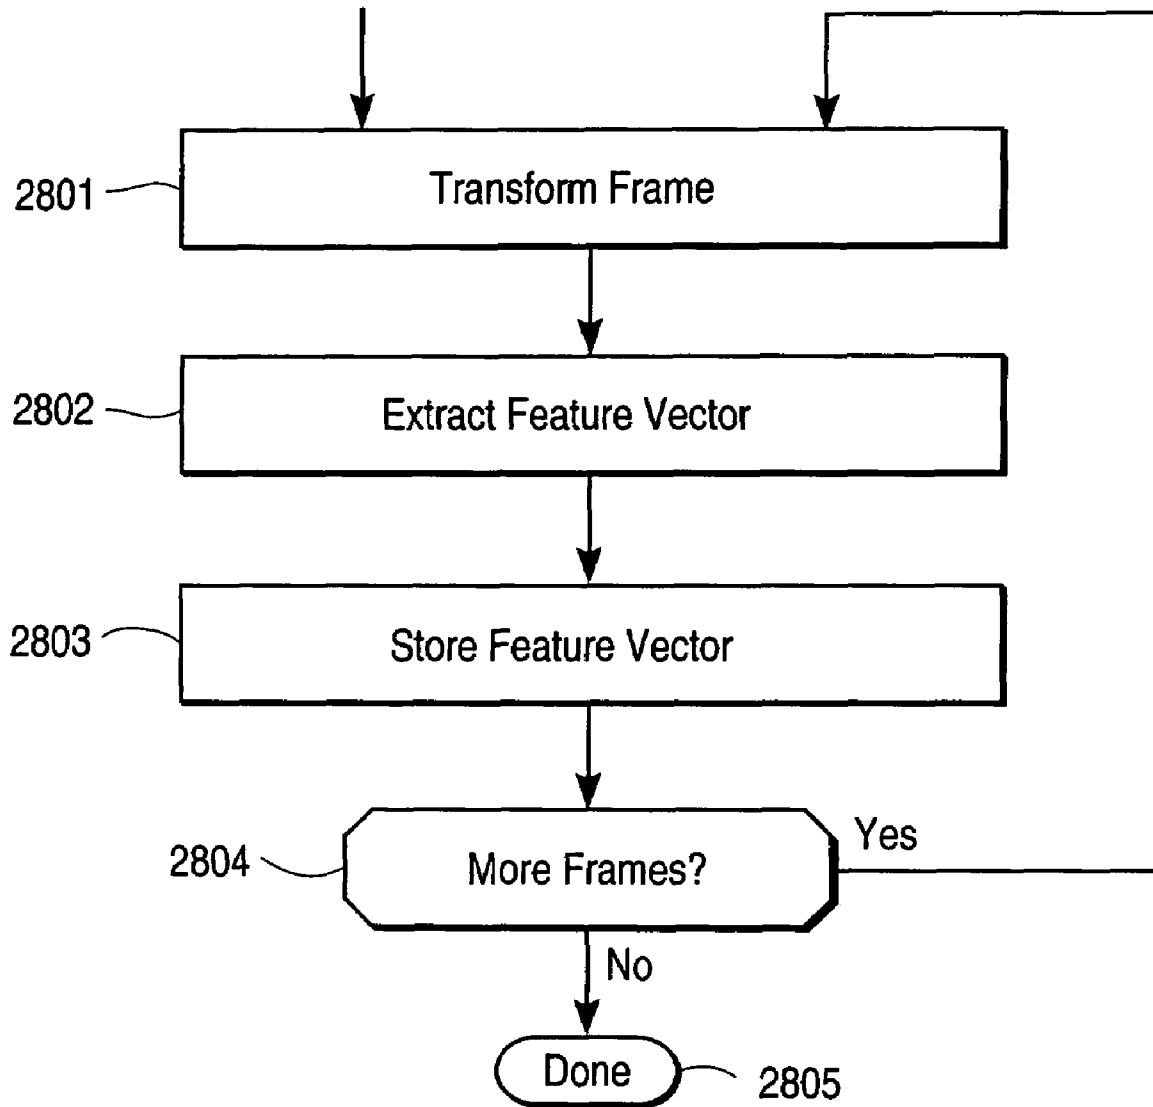 2801
Transform Frame
2802
Extract Feature Vector
2803
Store Feature Vector
2804
More Frames?
Yes
No
Done
2805